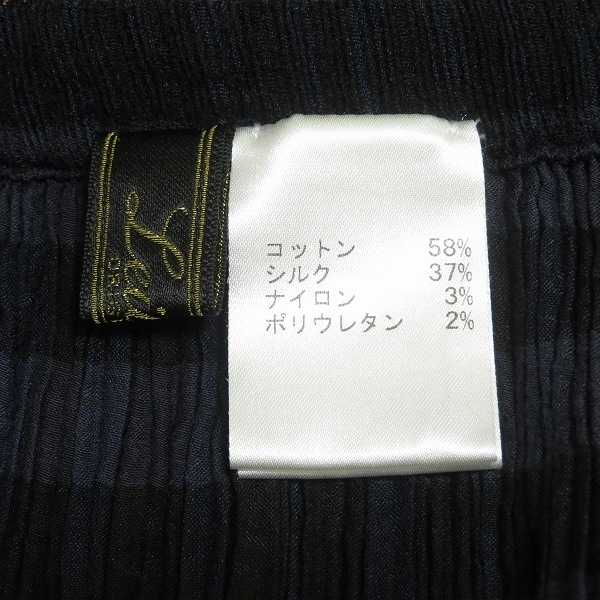 コットン 58%
シルク 37%
ナイロン 3%
ポリウレタン 2%